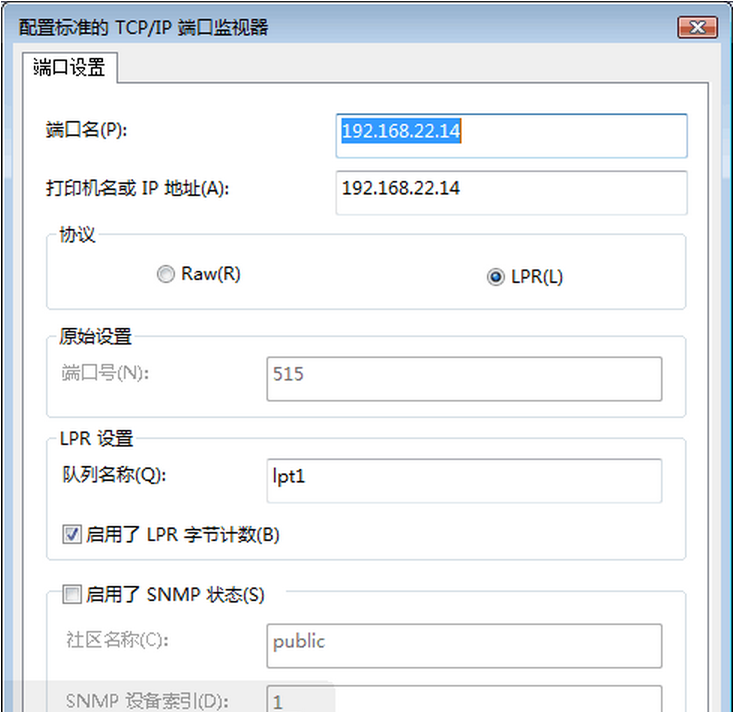 配置标准的 TCP/IP 端口监视器
端口设置
端口名(P):
192.168.22.14
打印机名或 IP 地址(A):
192.168.22.14
协议
Raw(R)
LPR(L)
原始设置
端口号(N):
515
LPR 设置
队列名称(Q):
lpt1
启用了 LPR 字节计数(B)
启用了 SNMP 状态(S)
社区名称(C):
public
SNMP 设备索引(D):
1